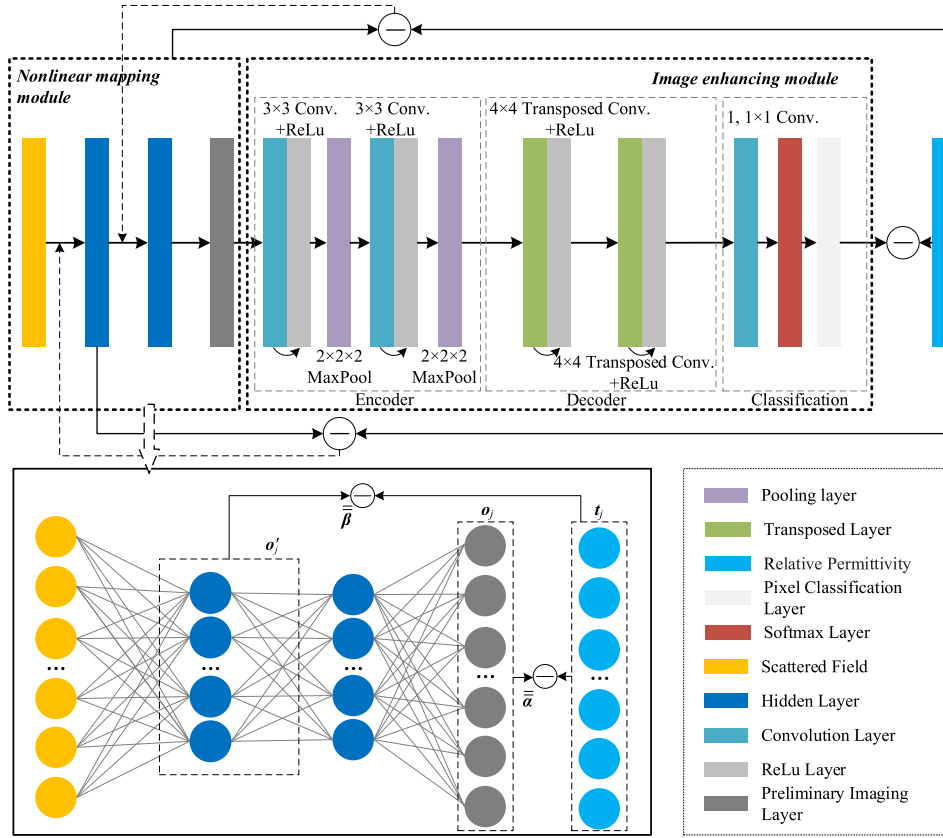 Nonlinear mapping
module
Image enhancing module
3×3 Conv.
+ReLu
3×3 Conv.
+ReLu
4×4 Transposed Conv.
+ReLu
1, 1×1 Conv.
2×2×2
MaxPool
2×2×2
MaxPool
4×4 Transposed Conv.
+ReLu
Encoder
Decoder
Classification
β
o′j
oj
tj
...
...
...
...
...
α
Pooling layer
Transposed Layer
Relative Permittivity
Pixel Classification
Layer
Softmax Layer
Scattered Field
Hidden Layer
Convolution Layer
ReLu Layer
Preliminary Imaging
Layer